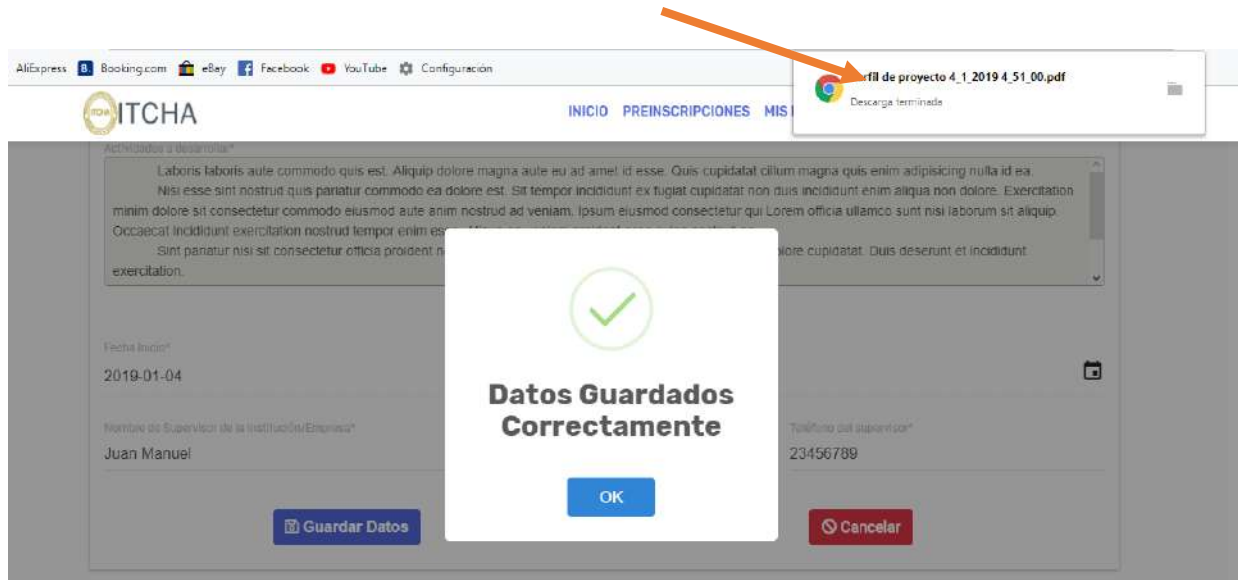 AliExpress B. Booking.com eBay Facebook YouTube Configuración
rfil de proyecto 4_1_2019 4_51_00.pdf
Descarga terminada
ITCHA INICIO PREINSCRIPCIONES MIS
Actividades a desarrollar*
Laboris laboris aute commodo quis est. Aliquip dolore magna aute eu ad amet id esse. Quis cupidatat cillum magna quis enim adipisicing nulla id ea.
Nisi esse sint nostrud quis pariatur commodo ea dolore est. Sit tempor incididunt ex fugiat cupidatat non duis incididunt enim aliqua non dolore. Exercitation
minim dolore sit consectetur commodo eiusmod aute anim nostrud ad veniam. Ipsum eiusmod consectetur qui Lorem officia ullamco sunt nisi laborum sit aliquip.
Occaecat incididunt exercitation nostrud tempor enim
Sint pariatur nisi sit consectetur officia proident cupidatat. Duis deserunt et incididunt
exercitation.
Fecha Inicio*
2019-01-04
Datos Guardados
Correctamente
Nombre de Supervisor de la Institución/Empresa* Teléfono del supervisor*
Juan Manuel 23456789
OK
Guardar Datos Cancelar